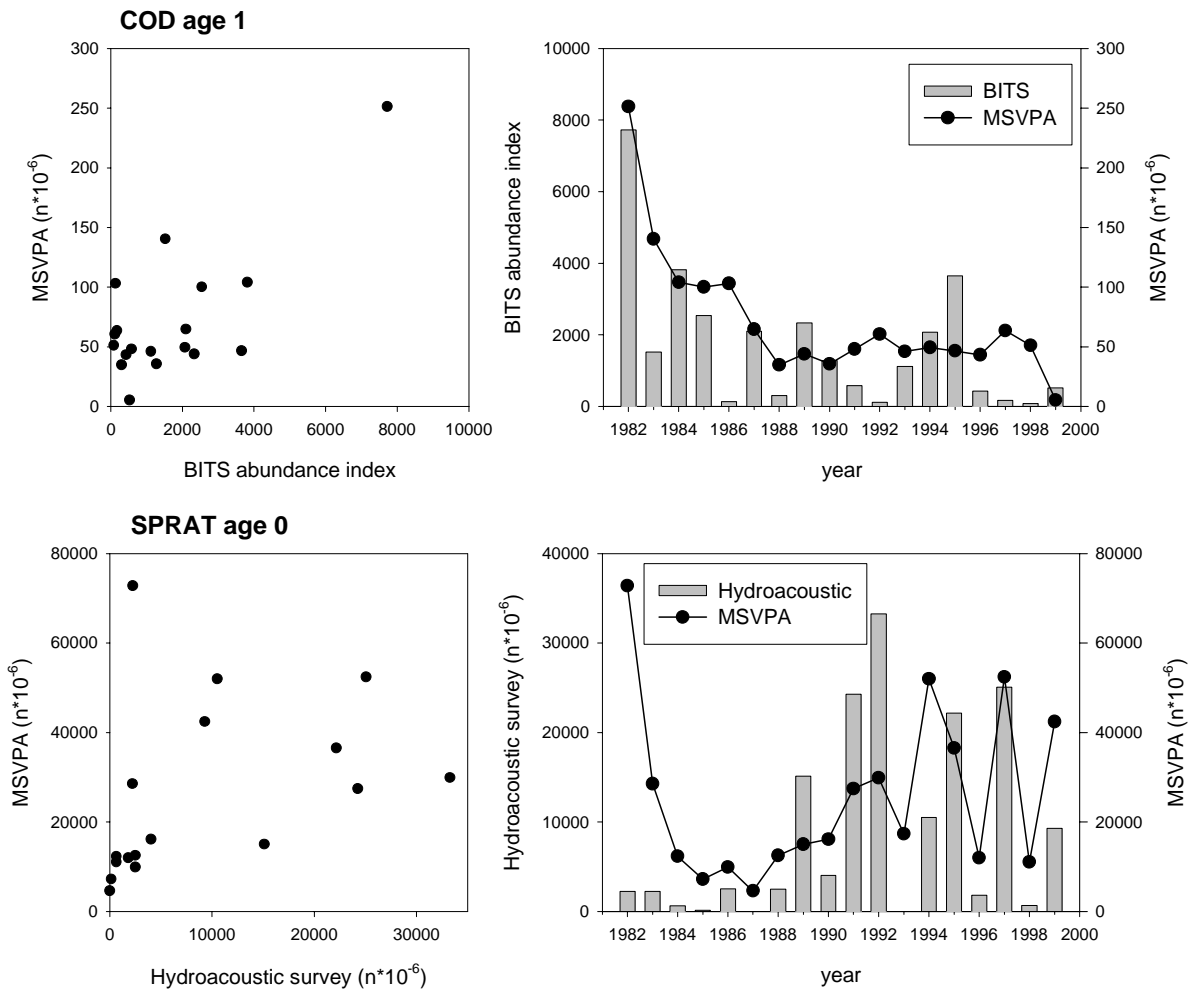 COD age 1
300
250
200
150
100
50
0
MSVPA (n*10-6)
0 2000 4000 6000 8000 10000
BITS abundance index
10000
8000
6000
4000
2000
0
BITS abundance index
BITS
MSVPA
300
250
200
150
100
50
0
MSVPA (n*10-6)
1982 1984 1986 1988 1990 1992 1994 1996 1998 2000
year
SPRAT age 0
80000
60000
40000
20000
0
MSVPA (n*10-6)
0 10000 20000 30000
Hydroacoustic survey (n*10-6)
40000
30000
20000
10000
0
Hydroacoustic survey (n*10-6)
Hydroacoustic
MSVPA
80000
60000
40000
20000
0
MSVPA (n*10-6)
1982 1984 1986 1988 1990 1992 1994 1996 1998 2000
year